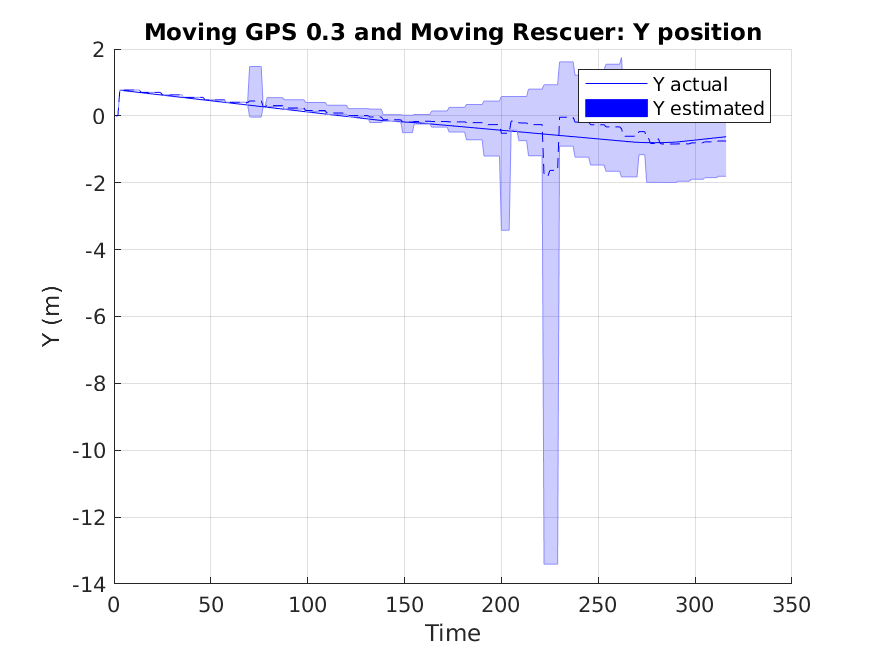 Moving GPS 0.3 and Moving Rescuer: Y position
Y actual
Y estimated
2
0
-2
-4
-6
-8
-10
-12
-14
Y (m)
0 50 100 150 200 250 300 350
Time